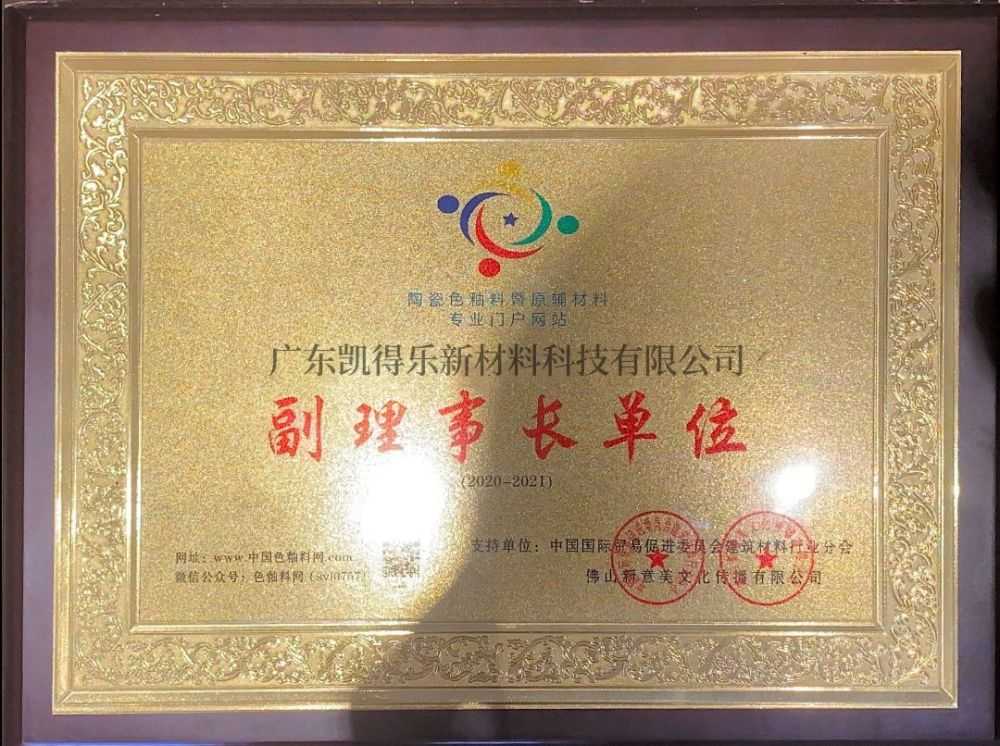 陶瓷色釉料暨原辅材料
专业门户网站
广东凯得乐新材料科技有限公司
副理事长单位
(2020-2021)
网址：www.中国色釉料网.com
微信公众号：色釉料网
支持单位：中国国际贸易促进委员会建筑材料行业分会
佛山新意美文化传播有限公司